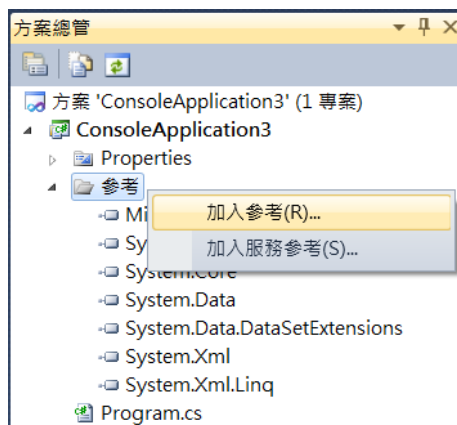 方案總管
方案 'ConsoleApplication3' (1 專案)
ConsoleApplication3
Properties
參考
加入參考(R)...
Mi
加入服務參考(S)...
Sy
System.Core
System.Data
System.Data.DataSetExtensions
System.Xml
System.Xml.Linq
Program.cs